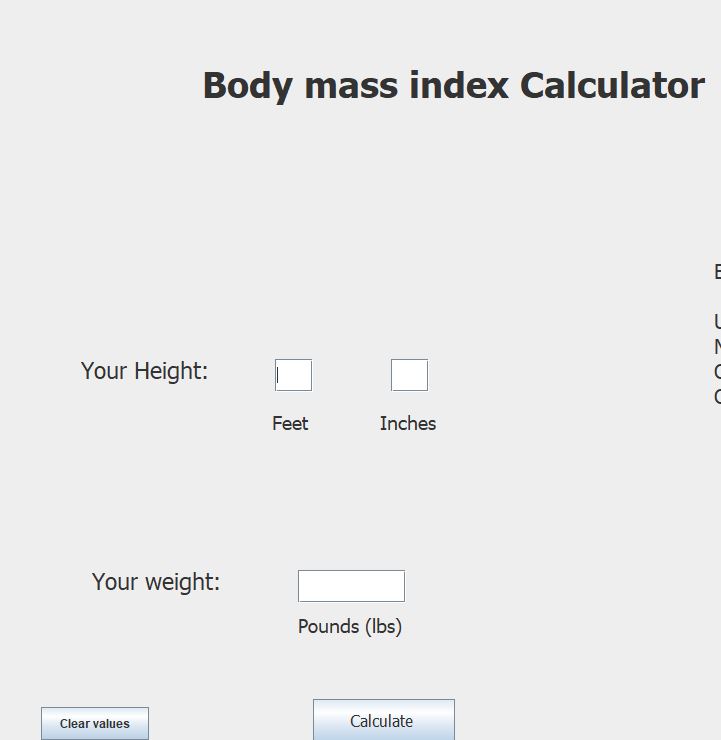 Body mass index Calculator
Your Height:
Feet
Inches
Your weight:
Pounds (lbs)
Clear values
Calculate